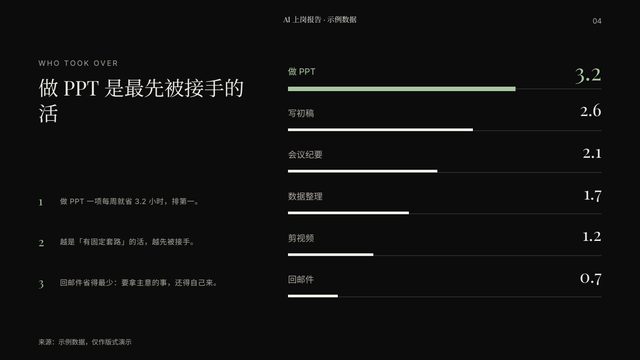 AI 上岗报告 · 示例数据
04
WHO TOOK OVER
做 PPT 是最先被接手的
活
1 做 PPT 一项每周就省 3.2 小时，排第一。
2 越是「有固定套路」的活，越先被接手。
3 回邮件省得最少：要拿主意的事，还得自己来。
做 PPT 3.2
写初稿 2.6
会议纪要 2.1
数据整理 1.7
剪视频 1.2
回邮件 0.7
来源：示例数据，仅作版式演示